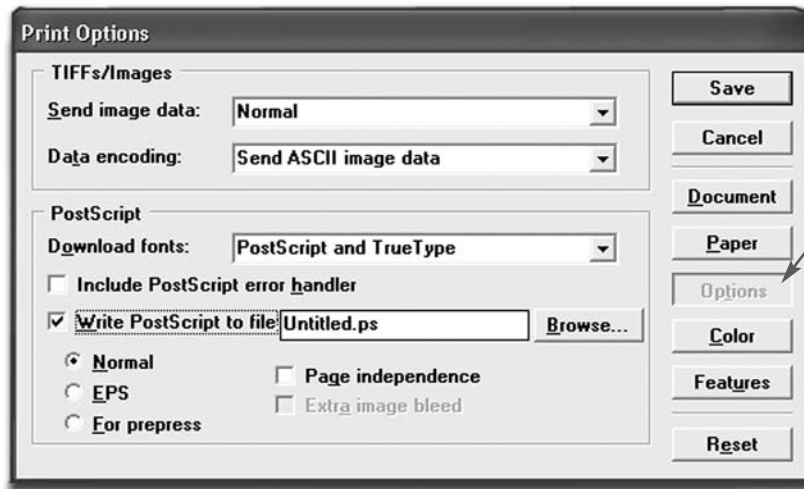 Print Options
TIFFs/Images
Send image data:
Normal
Data encoding:
Send ASCII image data
PostScript
Download fonts:
PostScript and TrueType
Include PostScript error handler
Write PostScript to file
Untitled.ps
Browse...
Normal
EPS
For prepress
Page independence
Extra image bleed
Save
Cancel
Document
Paper
Options
Color
Features
Reset